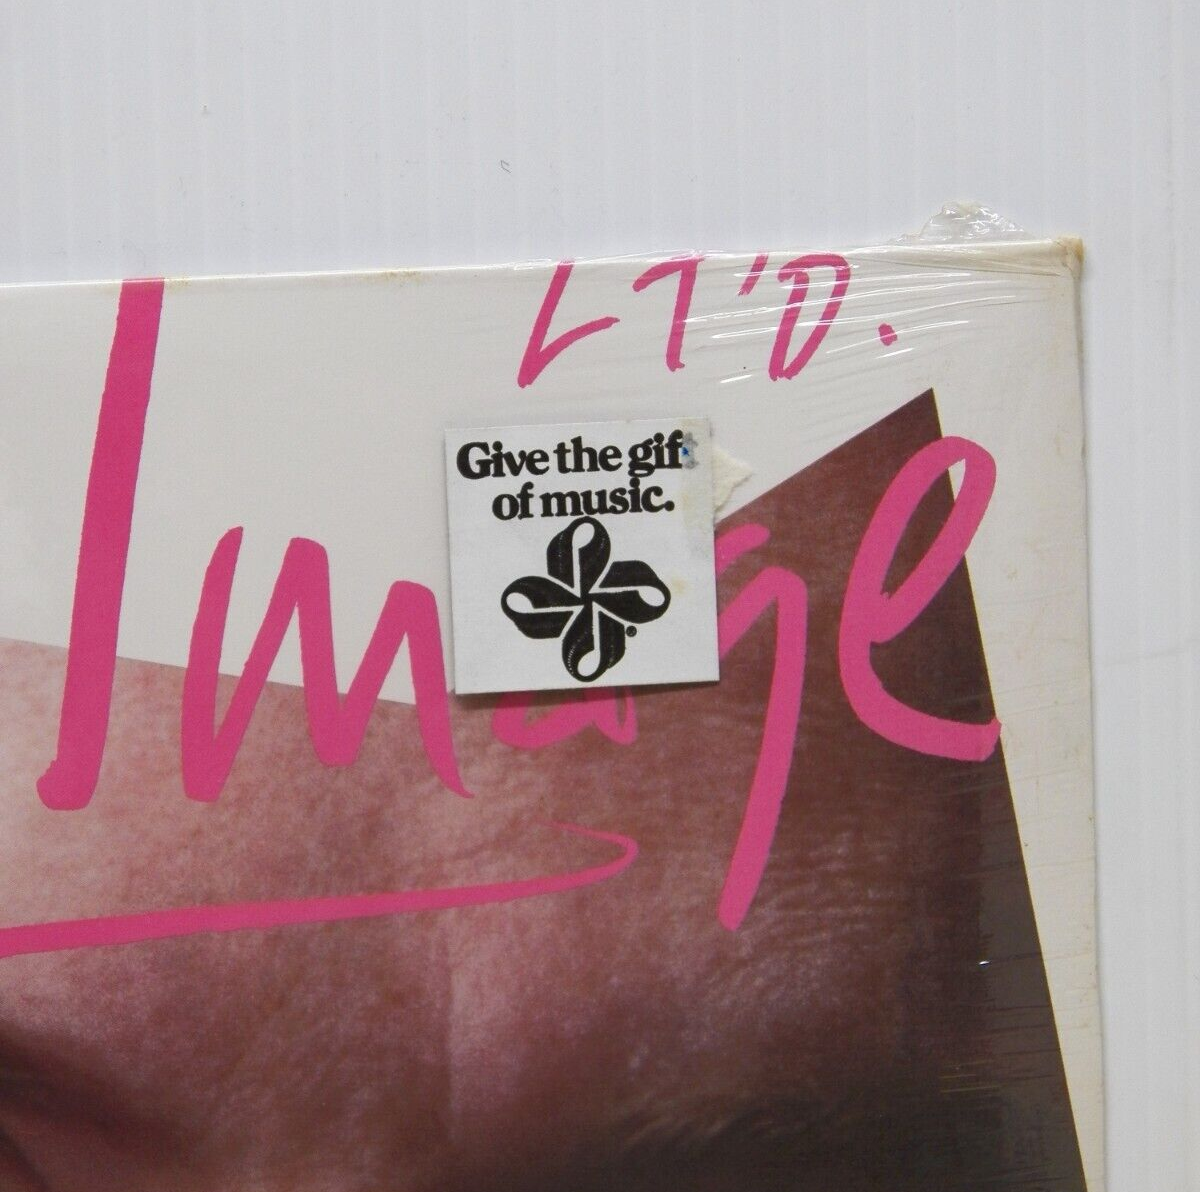 LT'D.
Image
Give the gif
of music.